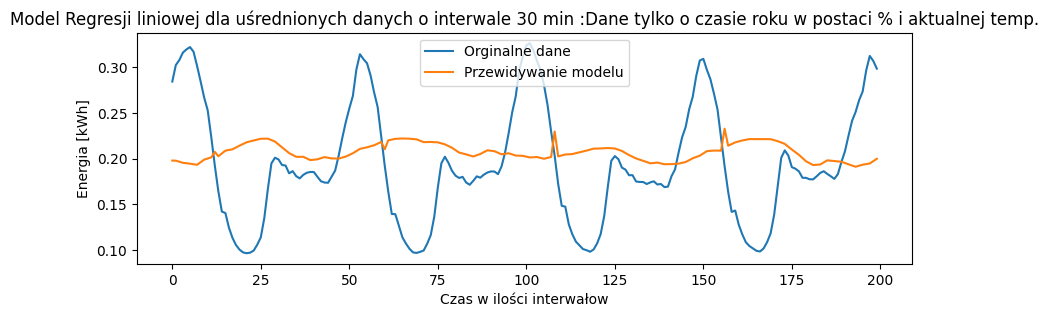 Model Regresji liniowej dla uśrednionych danych o interwale 30 min :Dane tylko o czasie roku w postaci % i aktualnej temp.
Orginalne dane
Przewidywanie modelu
Energia [kWh]
0.30
0.25
0.20
0.15
0.10
0 25 50 75 100 125 150 175 200
Czas w ilości interwałow